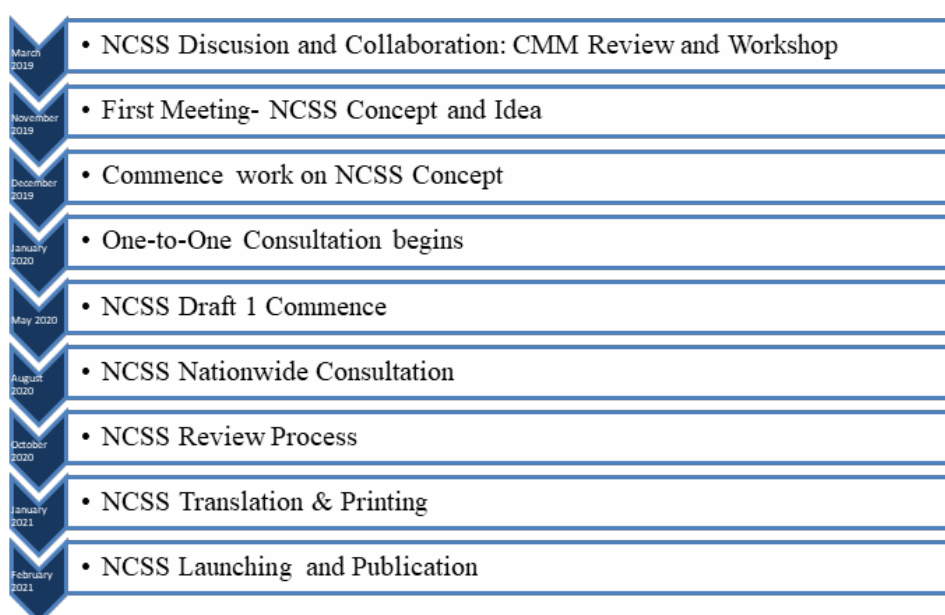 March
2019
• NCSS Discusion and Collaboration: CMM Review and Workshop
November
2019
• First Meeting- NCSS Concept and Idea
December
2019
• Commence work on NCSS Concept
January
2020
• One-to-One Consultation begins
May 2020
• NCSS Draft 1 Commence
August
2020
• NCSS Nationwide Consultation
October
2020
• NCSS Review Process
January
2021
• NCSS Translation & Printing
February
2021
• NCSS Launching and Publication